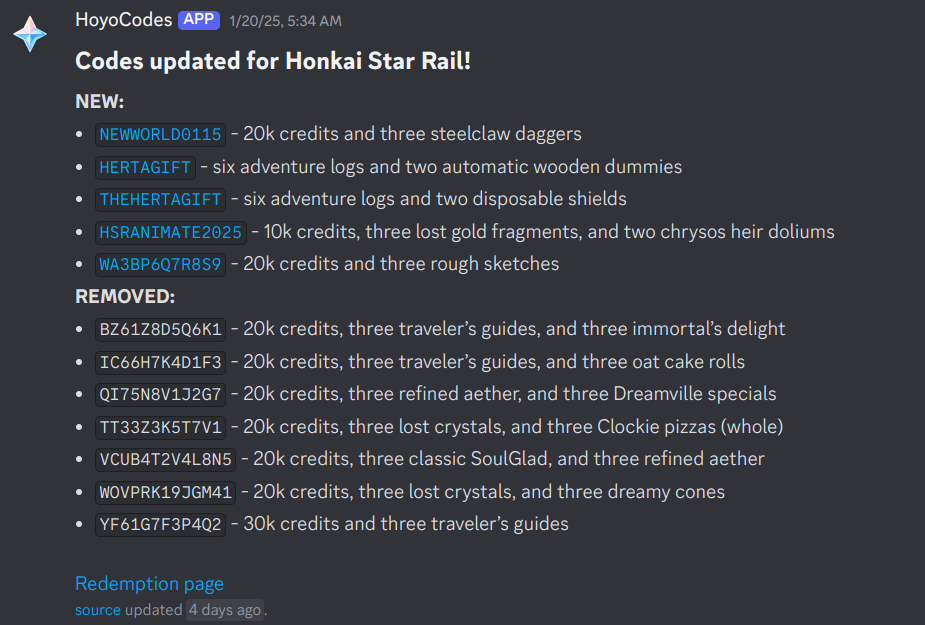 HoyoCodes APP 1/20/25, 5:34 AM
Codes updated for Honkai Star Rail!
NEW:
• NEWWORLD0115 - 20k credits and three steelclaw daggers
• HERTAGIFT - six adventure logs and two automatic wooden dummies
• THEHERTAGIFT - six adventure logs and two disposable shields
• HSRANIMATE2025 - 10k credits, three lost gold fragments, and two chrysos heir doliums
• WA3BP6Q7R8S9 - 20k credits and three rough sketches
REMOVED:
• BZ61Z8D5Q6K1 - 20k credits, three traveler’s guides, and three immortal’s delight
• IC66H7K4D1F3 - 20k credits, three traveler’s guides, and three oat cake rolls
• QI75N8V1J2G7 - 20k credits, three refined aether, and three Dreamville specials
• TT33Z3K5T7V1 - 20k credits, three lost crystals, and three Clockie pizzas (whole)
• VCUB4T2V4L8N5 - 20k credits, three classic SoulGlad, and three refined aether
• WOVPRK19JGM41 - 20k credits, three lost crystals, and three dreamy cones
• YF61G7F3P4Q2 - 30k credits and three traveler’s guides
Redemption page
source updated 4 days ago.